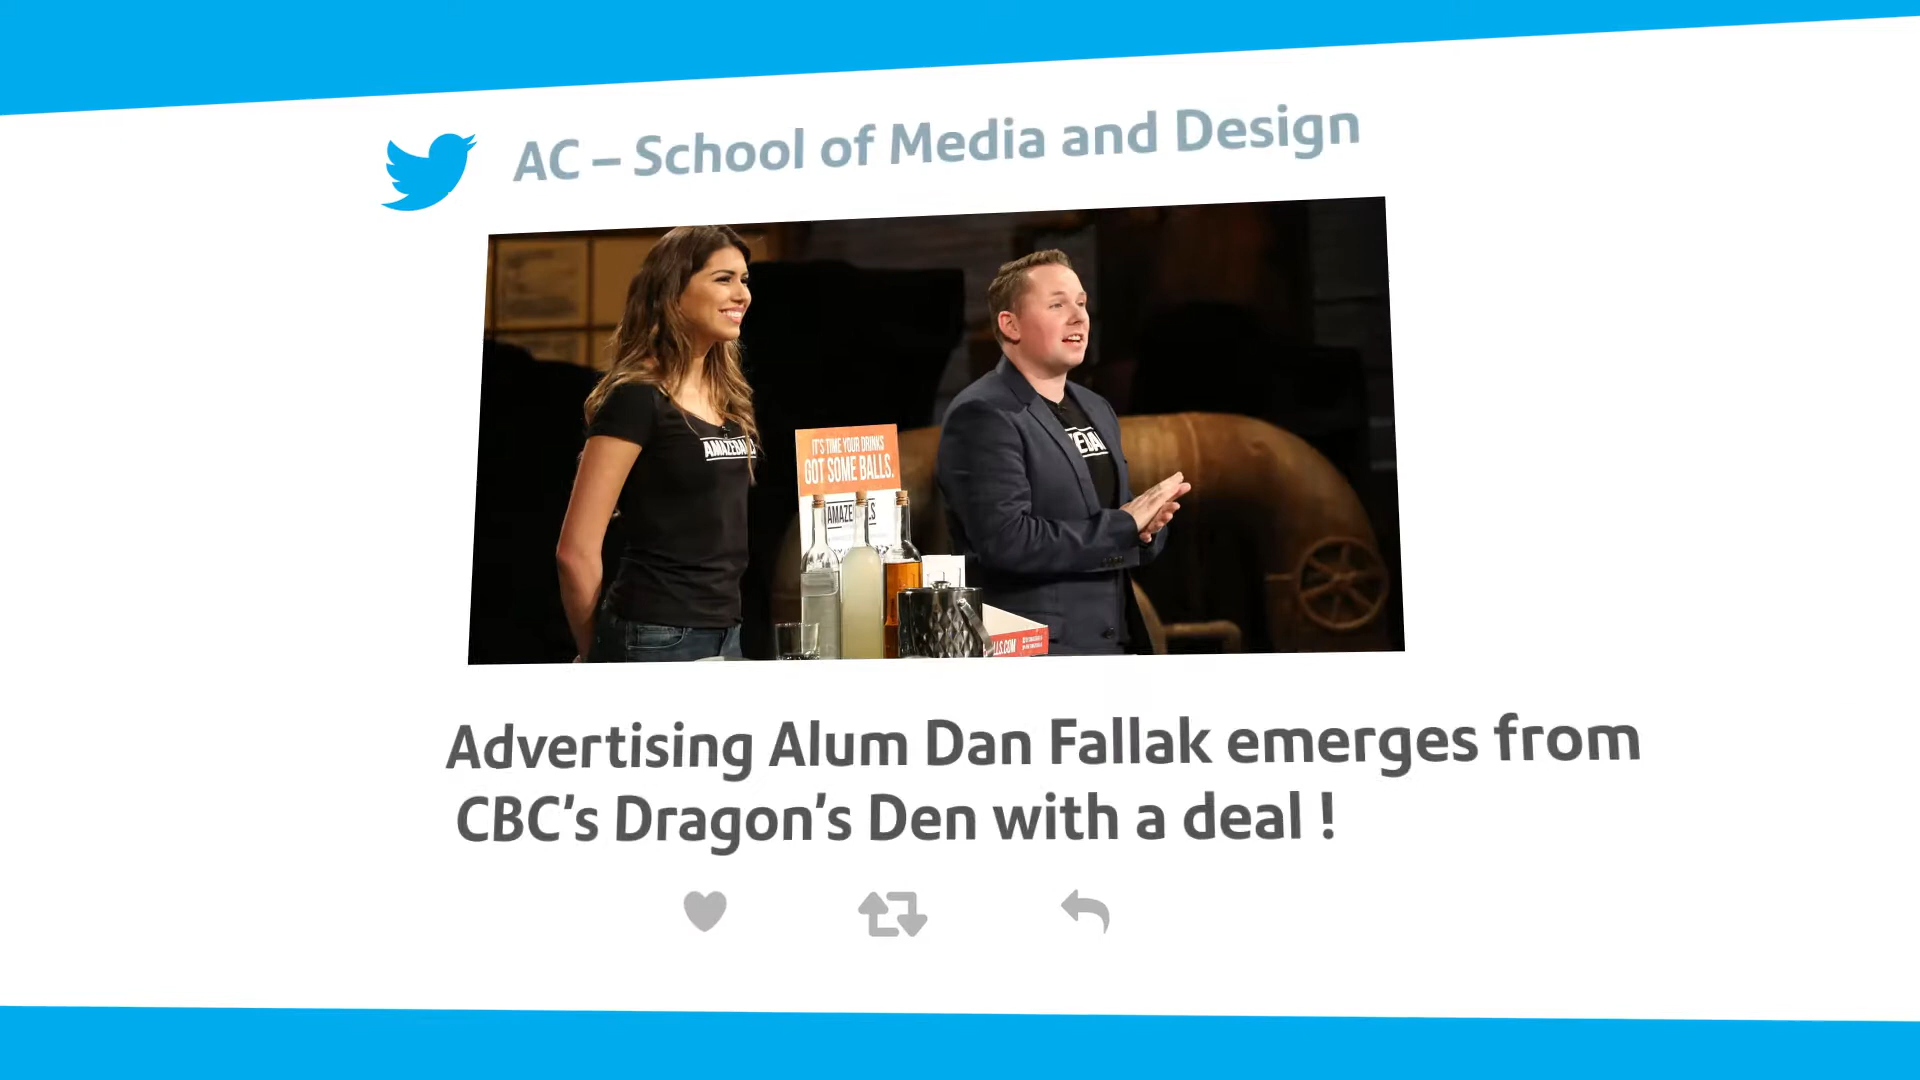 AC – School of Media and Design
IT'S TIME YOUR DRINKS
GOT SOME BALLS.
Advertising Alum Dan Fallak emerges from
CBC's Dragon's Den with a deal !